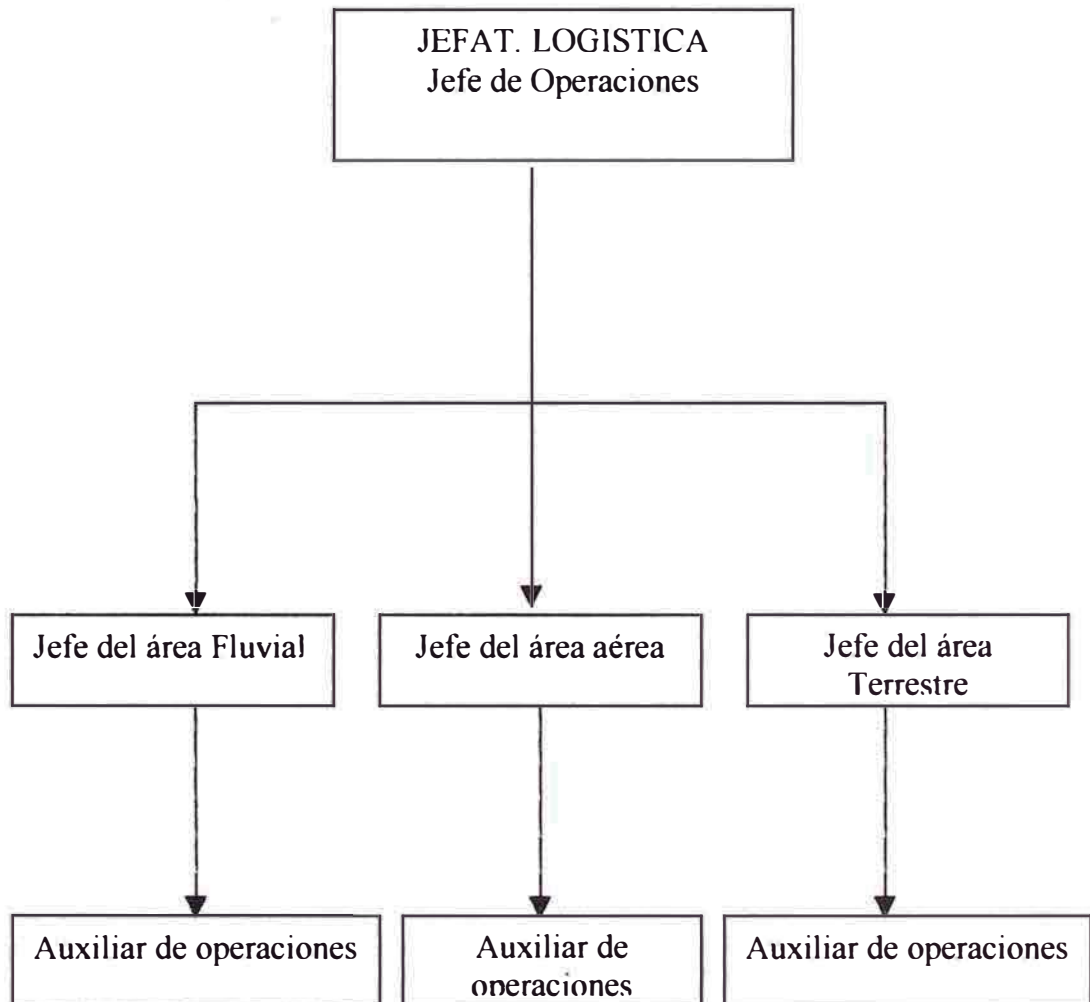 JEFAT. LOGISTICA
Jefe de Operaciones
Jefe del área Fluvial
Jefe del área aérea
Jefe del área
Terrestre
Auxiliar de operaciones
Auxiliar de
operaciones
Auxiliar de operaciones